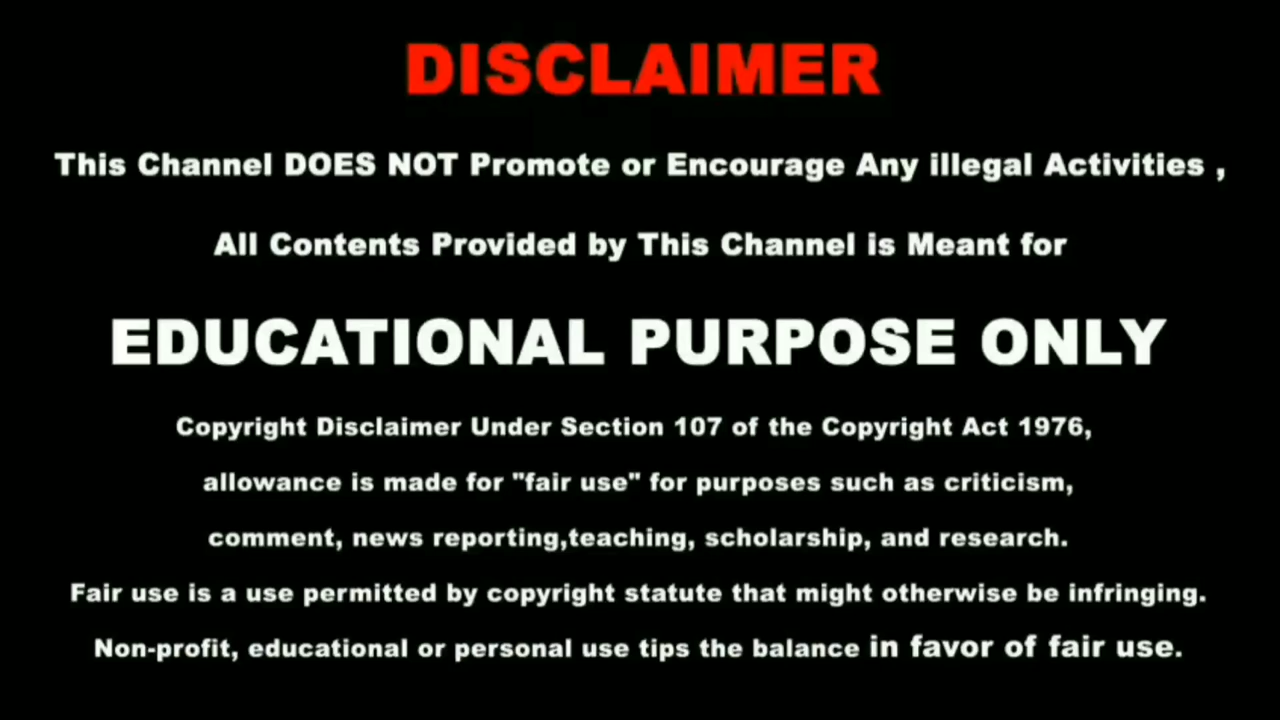 DISCLAIMER
This Channel DOES NOT Promote or Encourage Any illegal Activities ,
All Contents Provided by This Channel is Meant for
EDUCATIONAL PURPOSE ONLY
Copyright Disclaimer Under Section 107 of the Copyright Act 1976,
allowance is made for "fair use" for purposes such as criticism,
comment, news reporting,teaching, scholarship, and research.
Fair use is a use permitted by copyright statute that might otherwise be infringing.
Non-profit, educational or personal use tips the balance in favor of fair use.